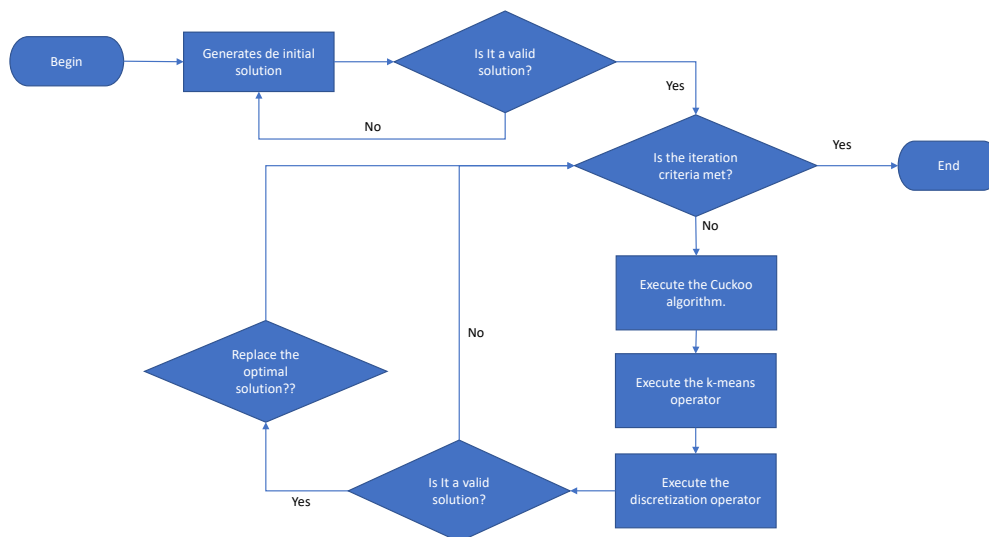 Begin
Generates de initial
solution
Is It a valid
solution?
Yes
No
Is the iteration
criteria met?
Yes
End
No
Execute the Cuckoo
algorithm.
No
Replace the
optimal
solution??
Execute the k-means
operator
Execute the
discretization operator
Is It a valid
solution?
Yes